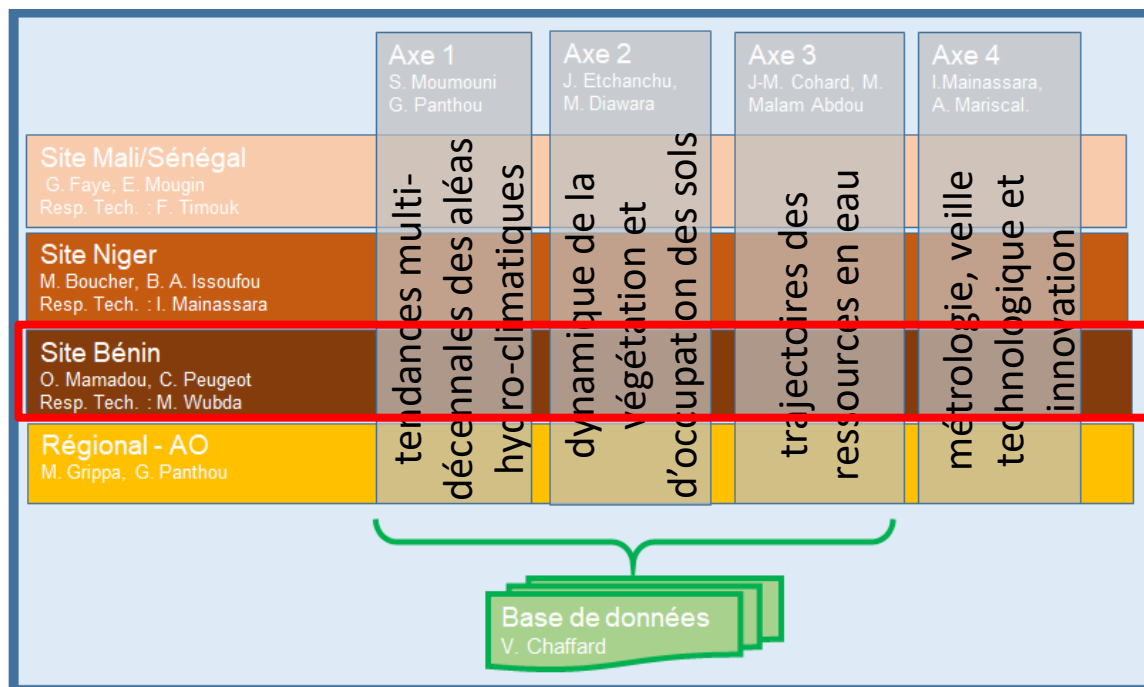 Axe 1
S. Moumouni
G. Panthou
Axe 2
J. Etchanchu,
M. Diawara
Axe 3
J-M. Cohard, M.
Malam Abdou
Axe 4
I.Mainassara,
A. Mariscal.
Site Mali/Sénégal
G. Faye, E. Mougin
Resp. Tech. : F. Timouk
Site Niger
M. Boucher, B. A. Issoufou
Resp. Tech. : I. Mainassara
Site Bénin
O. Mamadou, C. Peugeot
Resp. Tech. : M. Wubda
Régional - AO
M. Grippa, G. Panthou
tendances multi-
décennales des aléas
hydro-climatiques
dynamique de la
végétation et
d'occupation des sols
trajectoires des
ressources en eau
métrologie, veille
technologique et
innovation
Base de données
V. Chaffard